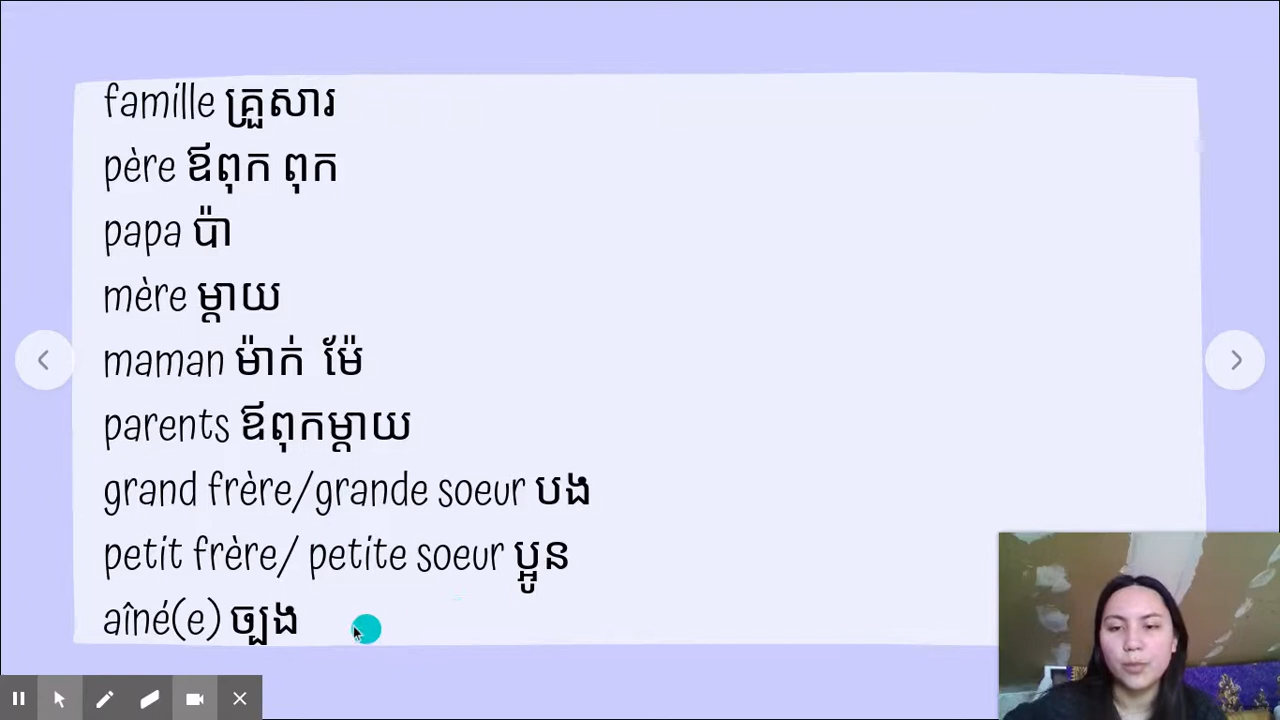 famille គ្រួសារ
père ឪពុក ពុក
papa ប៉ា
mère ម្តាយ
maman ម៉ាក់ ម៉ែ
parents ឪពុកម្តាយ
grand frère/grande soeur បង
petit frère/ petite soeur ប្អូន
aîné(e) ច្បង